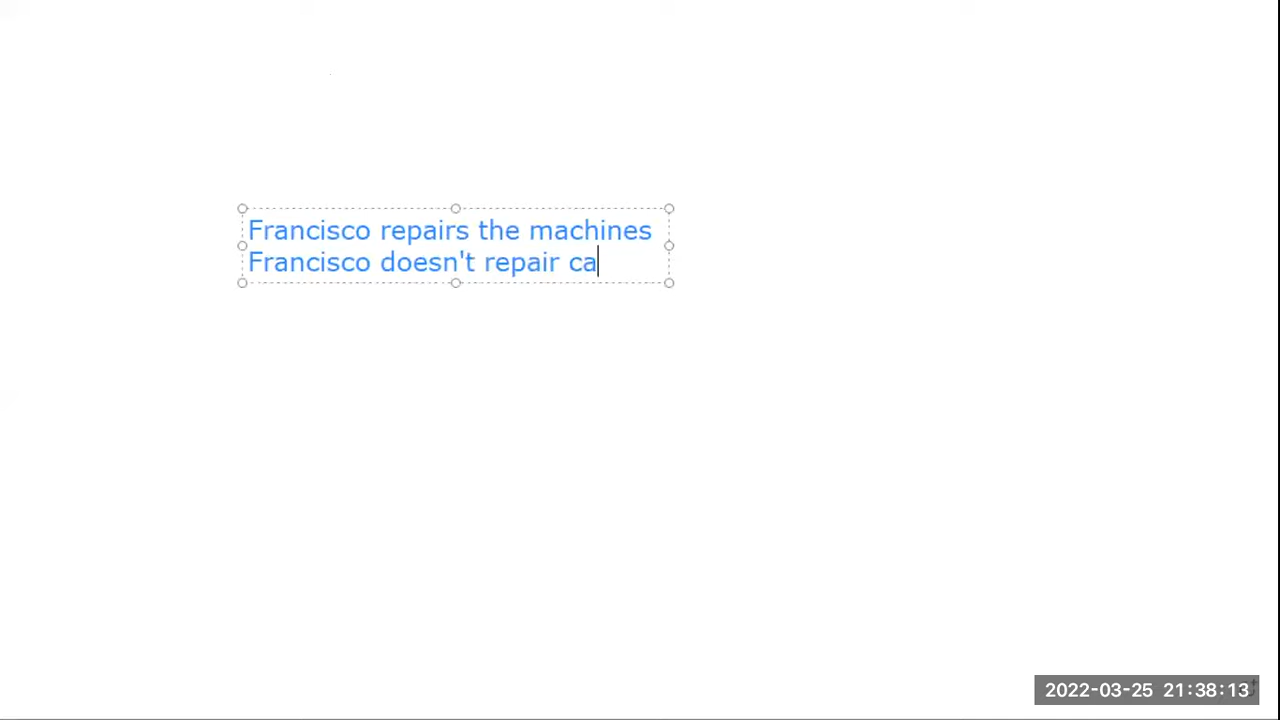 Francisco repairs the machines
Francisco doesn't repair ca
2022-03-25 21:38:13